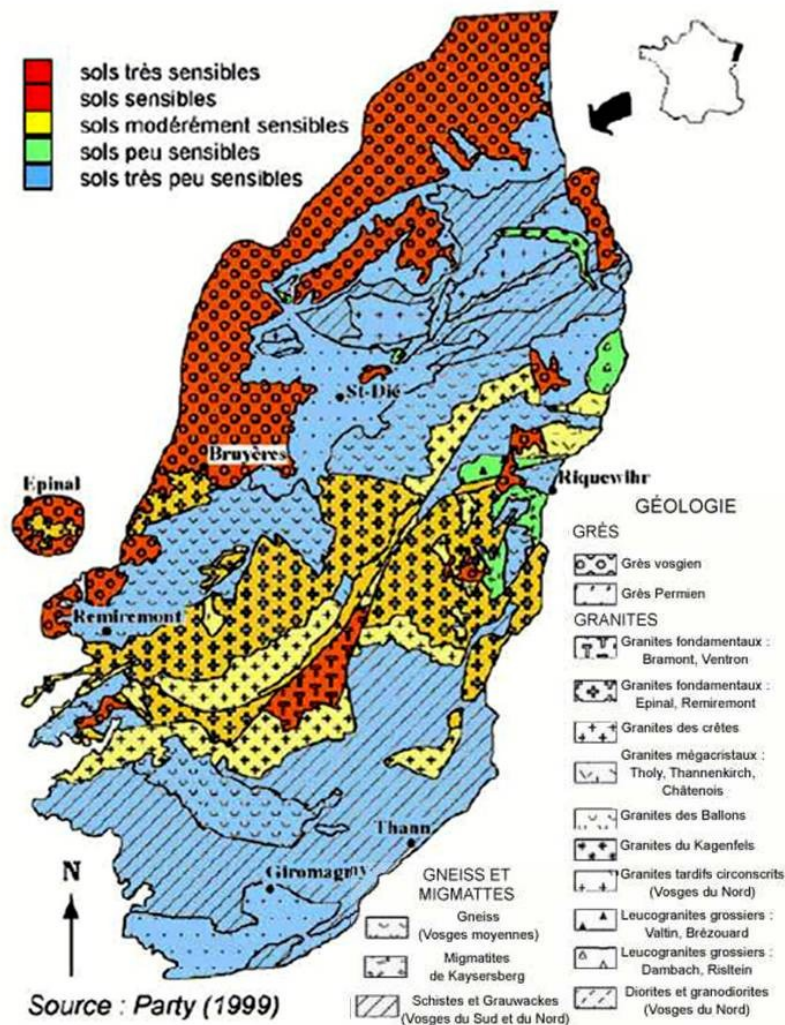 sols très sensibles
sols sensibles
sols modérément sensibles
sols peu sensibles
sols très peu sensibles
St-Dié
Bruyères
Epinal
Riquewihr
Remiremont
Thann
Giromagny
N
Source : Party (1999)
GÉOLOGIE
GRÈS
Grès vosgien
Grès Permien
GRANITES
Granites fondamentaux :
Bramont, Ventron
Granites fondamentaux :
Epinal, Remiremont
Granites des crêtes
Granites mégacristaux :
Tholy, Thannenkirch,
Châtenois
Granites des Ballons
Granites du Kagenfels
Granites tardifs circonscrits
(Vosges du Nord)
Leucogranites grossiers :
Valtin, Brézouard
Leucogranites grossiers :
Dambach, Risltein
Diorites et granodiorites
(Vosges du Nord)
GNEISS ET
MIGMATTES
Gneiss
(Vosges moyennes)
Migmatites
de Kaysersberg
Schistes et Grauwackes
(Vosges du Sud et du Nord)